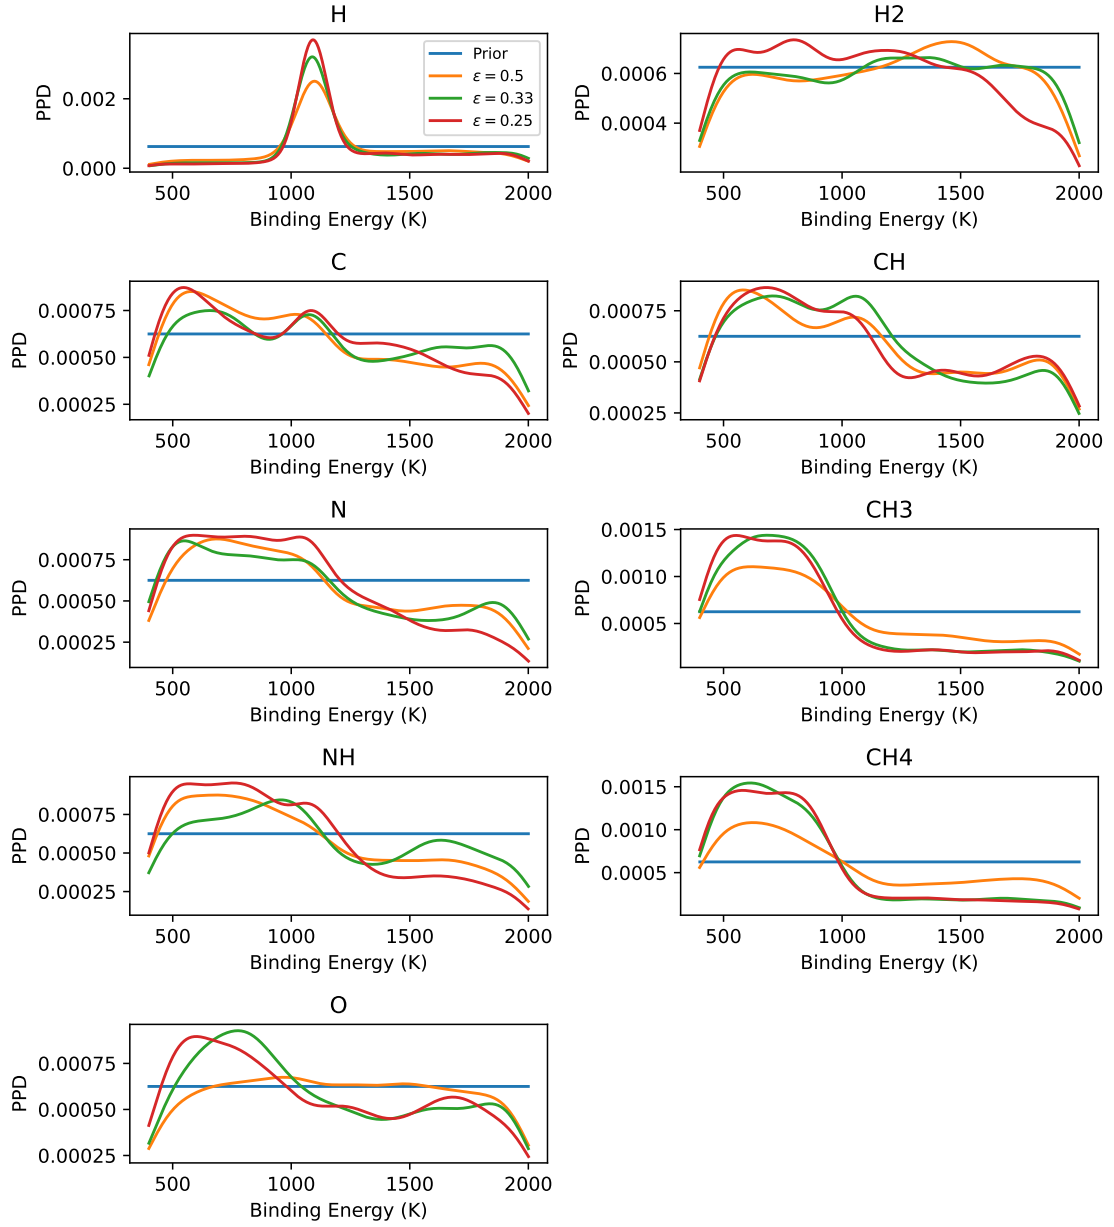 H
PPD
0.002
0.000
500 1000 1500 2000
Binding Energy (K)
Prior
ε = 0.5
ε = 0.33
ε = 0.25
H2
PPD
0.0006
0.0004
500 1000 1500 2000
Binding Energy (K)
C
PPD
0.00075
0.00050
0.00025
500 1000 1500 2000
Binding Energy (K)
CH
PPD
0.00075
0.00050
0.00025
500 1000 1500 2000
Binding Energy (K)
N
PPD
0.00075
0.00050
0.00025
500 1000 1500 2000
Binding Energy (K)
CH3
PPD
0.0015
0.0010
0.0005
500 1000 1500 2000
Binding Energy (K)
NH
PPD
0.00075
0.00050
0.00025
500 1000 1500 2000
Binding Energy (K)
CH4
PPD
0.0015
0.0010
0.0005
500 1000 1500 2000
Binding Energy (K)
O
PPD
0.00075
0.00050
0.00025
500 1000 1500 2000
Binding Energy (K)